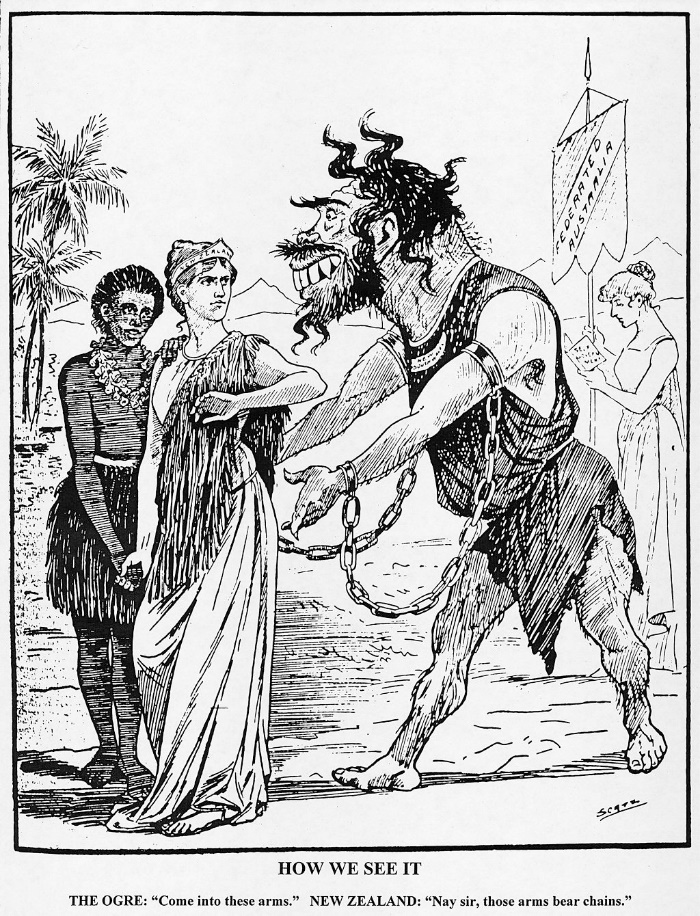 FEDERATED
AUSTRALIA
Scatz
HOW WE SEE IT
THE OGRE: “Come into these arms.” NEW ZEALAND: “Nay sir, those arms bear chains.”